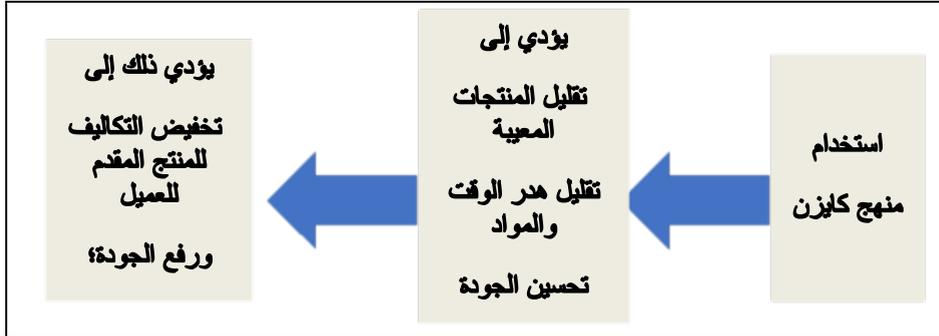 استخدام
منهج كايزن
يؤدي إلى
تقليل المنتجات
المعيبة
تقليل هدر الوقت
والمواد
تحسين الجودة
يؤدي ذلك إلى
تخفيض التكاليف
للمنتج المقدم
للعميل
ورفع الجودة؛